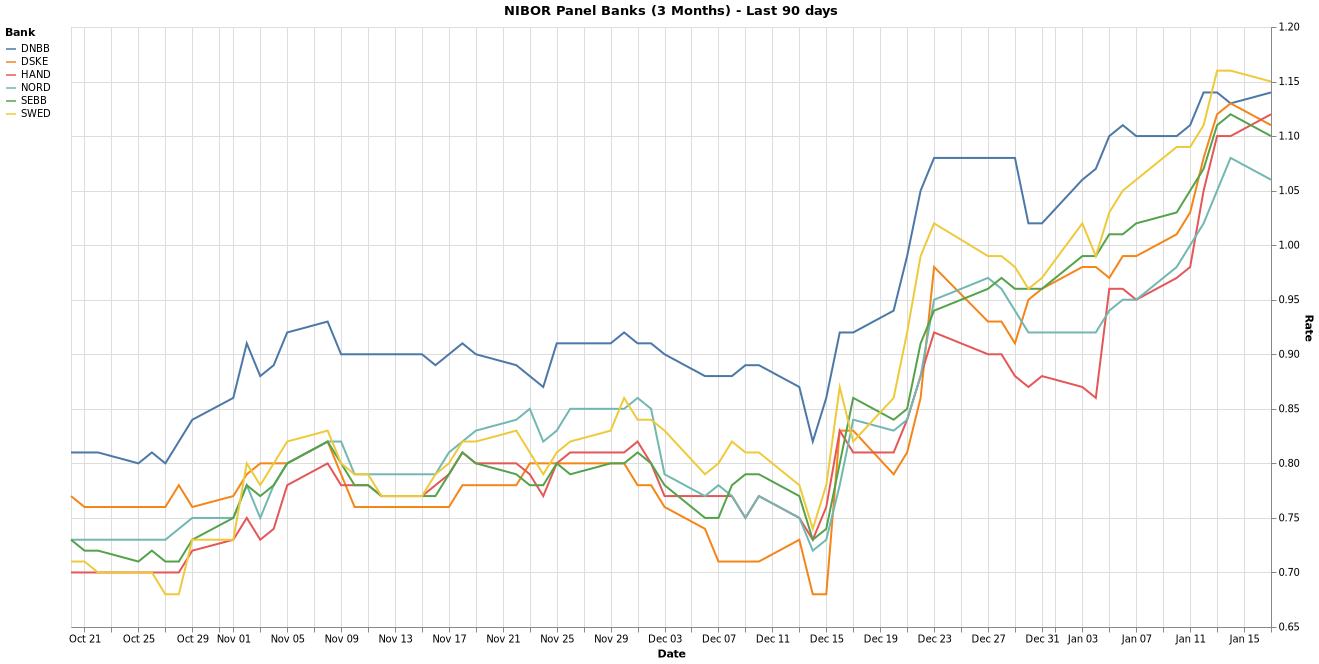 NIBOR Panel Banks (3 Months) - Last 90 days
Bank
DNBB
DSKE
HAND
NORD
SEBB
SWED
1.20
1.15
1.10
1.05
1.00
0.95
0.90
0.85
0.80
0.75
0.70
0.65
Rate
Oct 21 Oct 25 Oct 29 Nov 01 Nov 05 Nov 09 Nov 13 Nov 17 Nov 21 Nov 25 Nov 29 Dec 03 Dec 07 Dec 11 Dec 15 Dec 19 Dec 23 Dec 27 Dec 31 Jan 03 Jan 07 Jan 11 Jan 15
Date